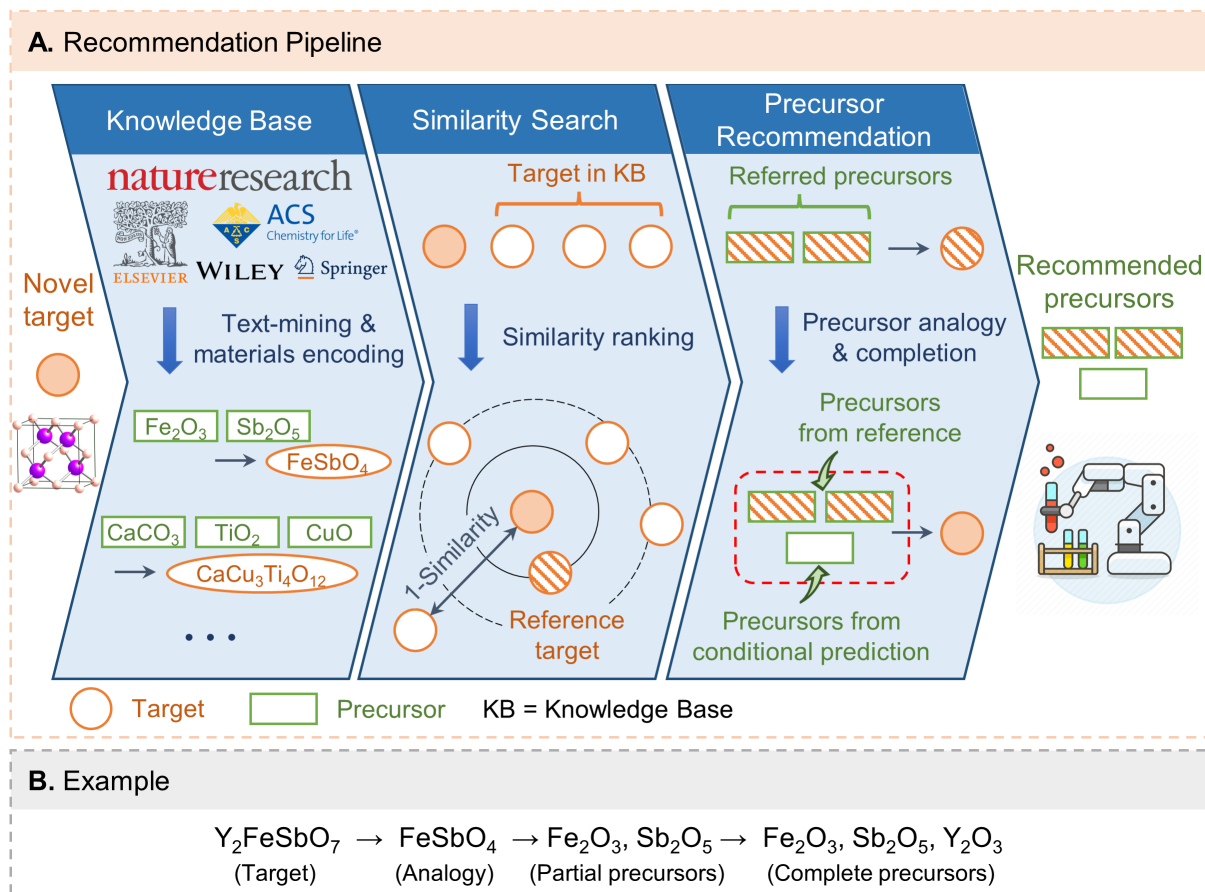 A. Recommendation Pipeline
Knowledge Base
natureresearch
ELSEVIER
A C S
ACS
Chemistry for Life®
WILEY
Springer
Novel
target
Text-mining &
materials encoding
Fe₂O₃ Sb₂O₅
FeSbO₄
CaCO₃ TiO₂ CuO
CaCu₃Ti₄O₁₂
• • •
Similarity Search
Target in KB
Similarity ranking
1-Similarity
Reference
target
Precursor
Recommendation
Referred precursors
Precursor analogy
& completion
Precursors
from reference
Precursors from
conditional prediction
Recommended
precursors
Target Precursor KB = Knowledge Base
B. Example
Y₂FeSbO₇ → FeSbO₄ → Fe₂O₃, Sb₂O₅ → Fe₂O₃, Sb₂O₅, Y₂O₃
(Target) (Analogy) (Partial precursors) (Complete precursors)